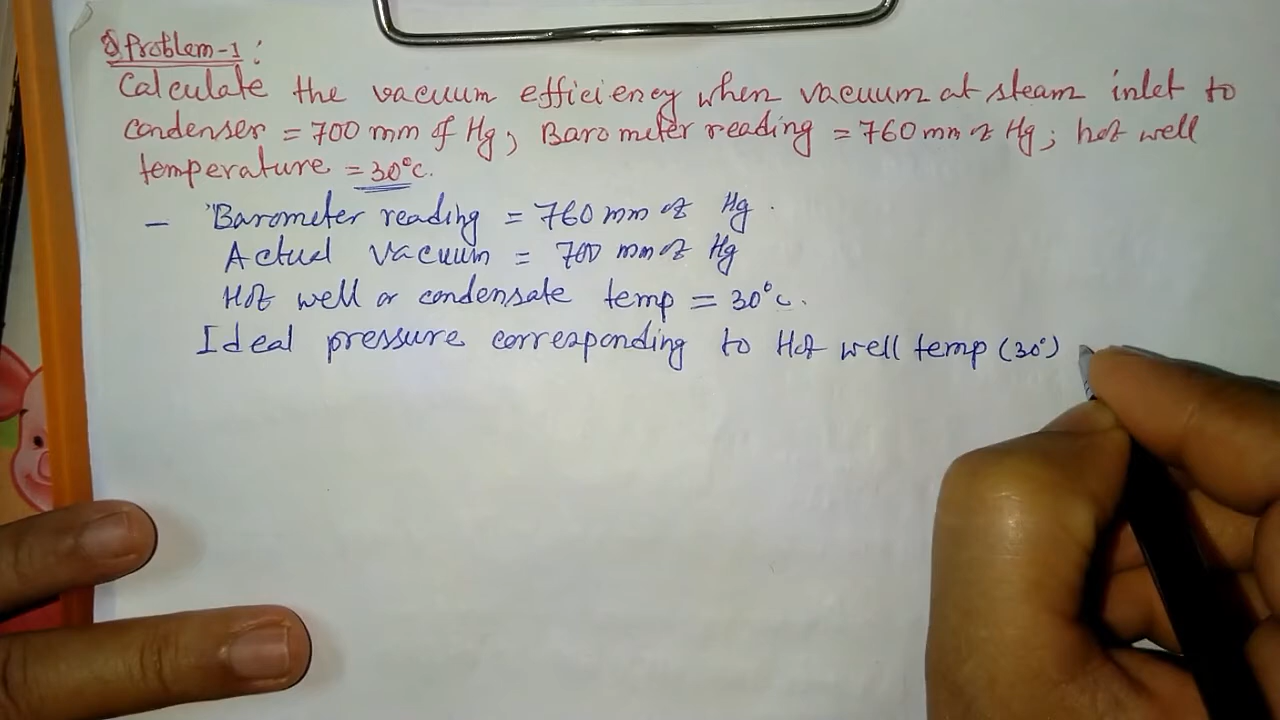 Problem-1:
Calculate the vacuum efficiency when vacuum at steam inlet to
condenser = 700 mm of Hg, Barometer reading = 760 mm of Hg; hot well
temperature = 30°c.
- Barometer reading = 760 mm of Hg.
Actual vacuum = 700 mm of Hg
Hot well or condensate temp = 30°c.
Ideal pressure corresponding to Hot well temp (30°)